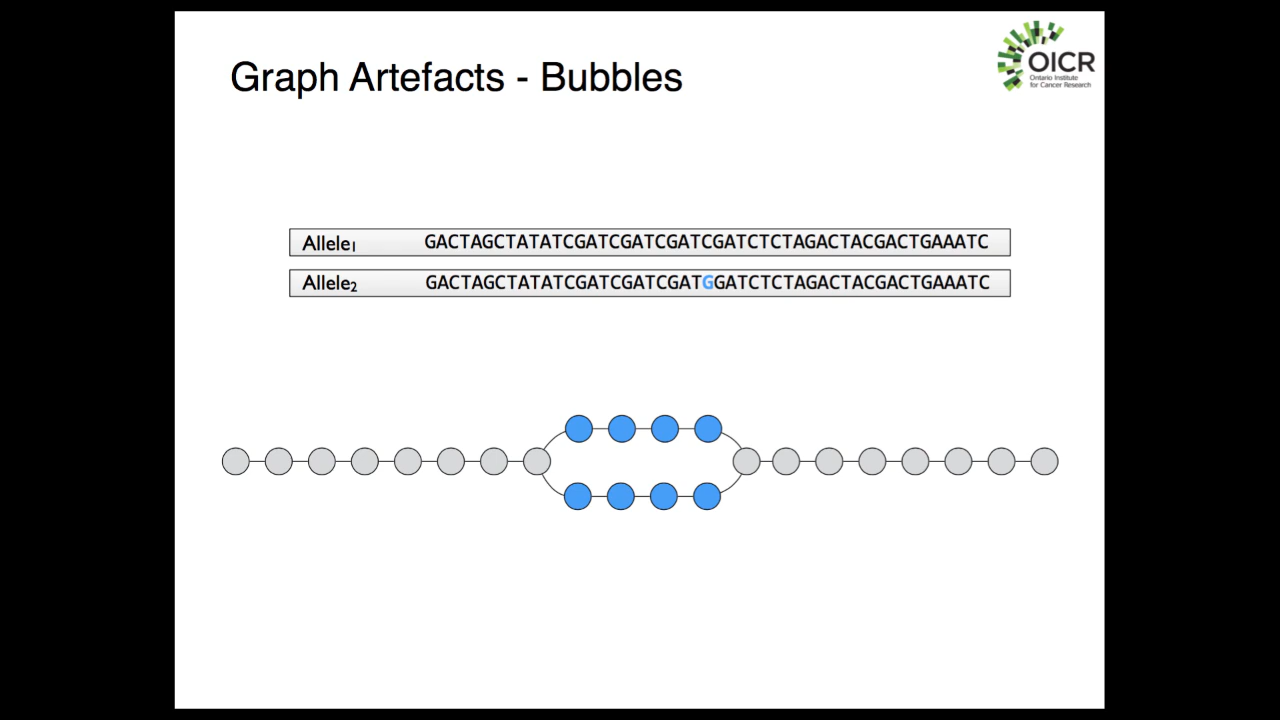 Graph Artefacts - Bubbles
OICR
Ontario Institute
for Cancer Research
Allele1 GACTAGCTATATCGATCGATCGATCGATCTCTAGACTACGACTGAAATC
Allele2 GACTAGCTATATCGATCGATCGATGGATCTCTAGACTACGACTGAAATC